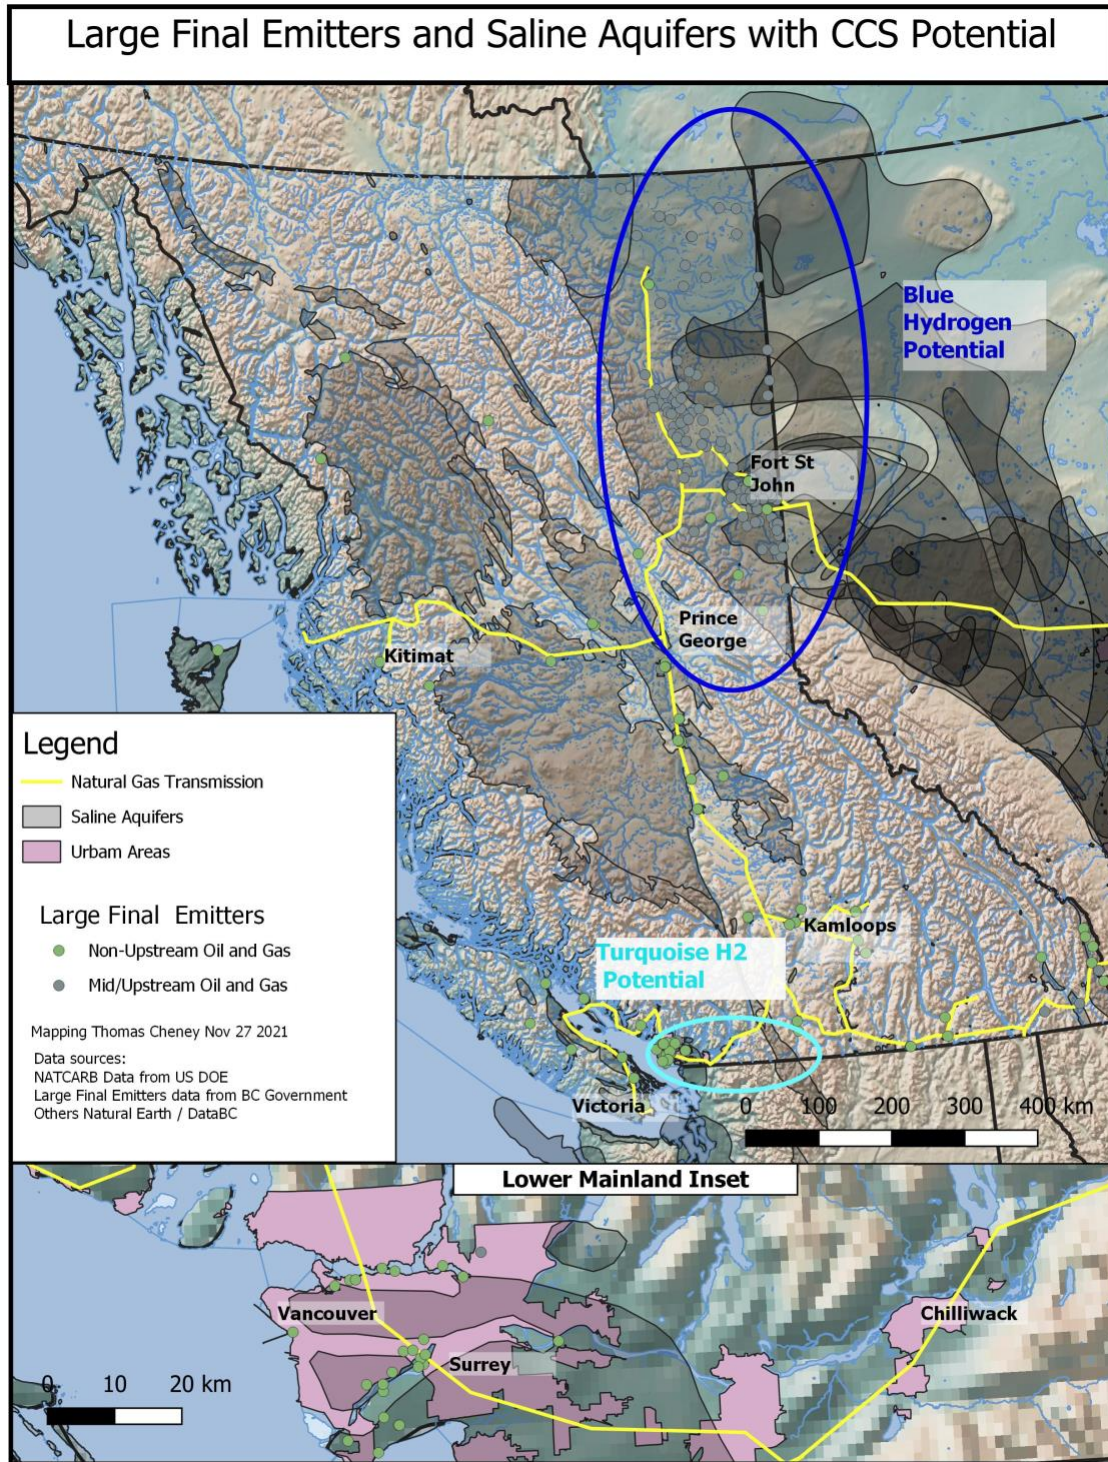 Large Final Emitters and Saline Aquifers with CCS Potential
Blue
Hydrogen
Potential
Fort St
John
Prince
George
Kitimat
Legend
Natural Gas Transmission
Saline Aquifers
Urbam Areas
Large Final Emitters
Non-Upstream Oil and Gas
Mid/Upstream Oil and Gas
Mapping Thomas Cheney Nov 27 2021
Data sources:
NATCARB Data from US DOE
Large Final Emitters data from BC Government
Others Natural Earth / DataBC
Kamloops
Turquoise H2
Potential
Victoria
0 100 200 300 400 km
Lower Mainland Inset
Vancouver
Chilliwack
Surrey
0 10 20 km